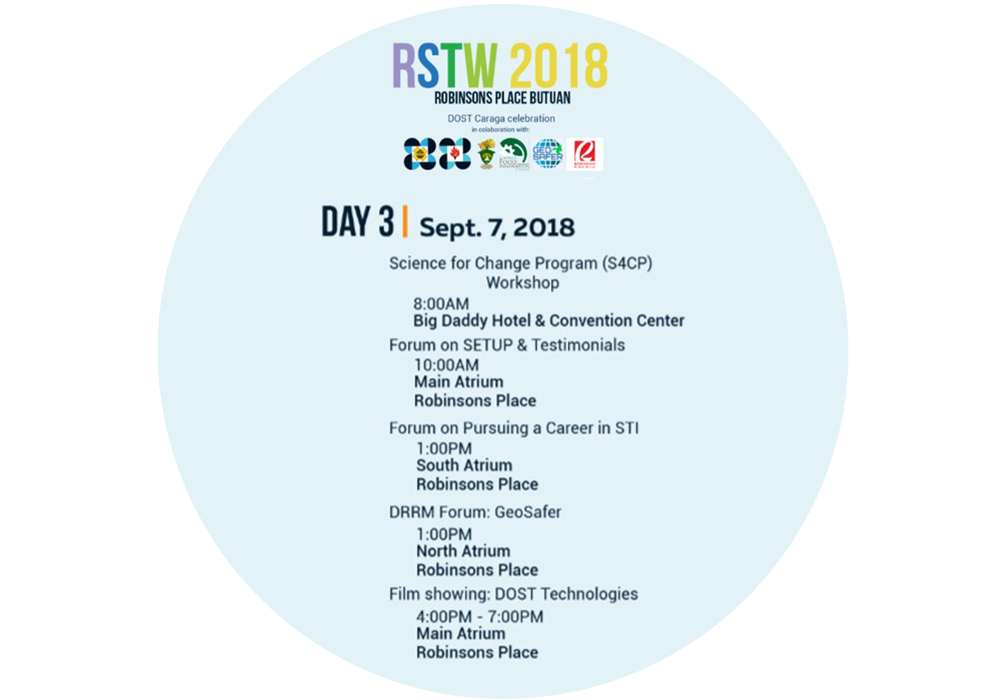 RSTW 2018
ROBINSONS PLACE BUTUAN
DOST Caraga celebration
in colaboration with:
FOOD
GEO
SAFER
DAY 3 | Sept. 7, 2018
Science for Change Program (S4CP)
Workshop
8:00AM
Big Daddy Hotel & Convention Center
Forum on SETUP & Testimonials
10:00AM
Main Atrium
Robinsons Place
Forum on Pursuing a Career in STI
1:00PM
South Atrium
Robinsons Place
DRRM Forum: GeoSafer
1:00PM
North Atrium
Robinsons Place
Film showing: DOST Technologies
4:00PM - 7:00PM
Main Atrium
Robinsons Place